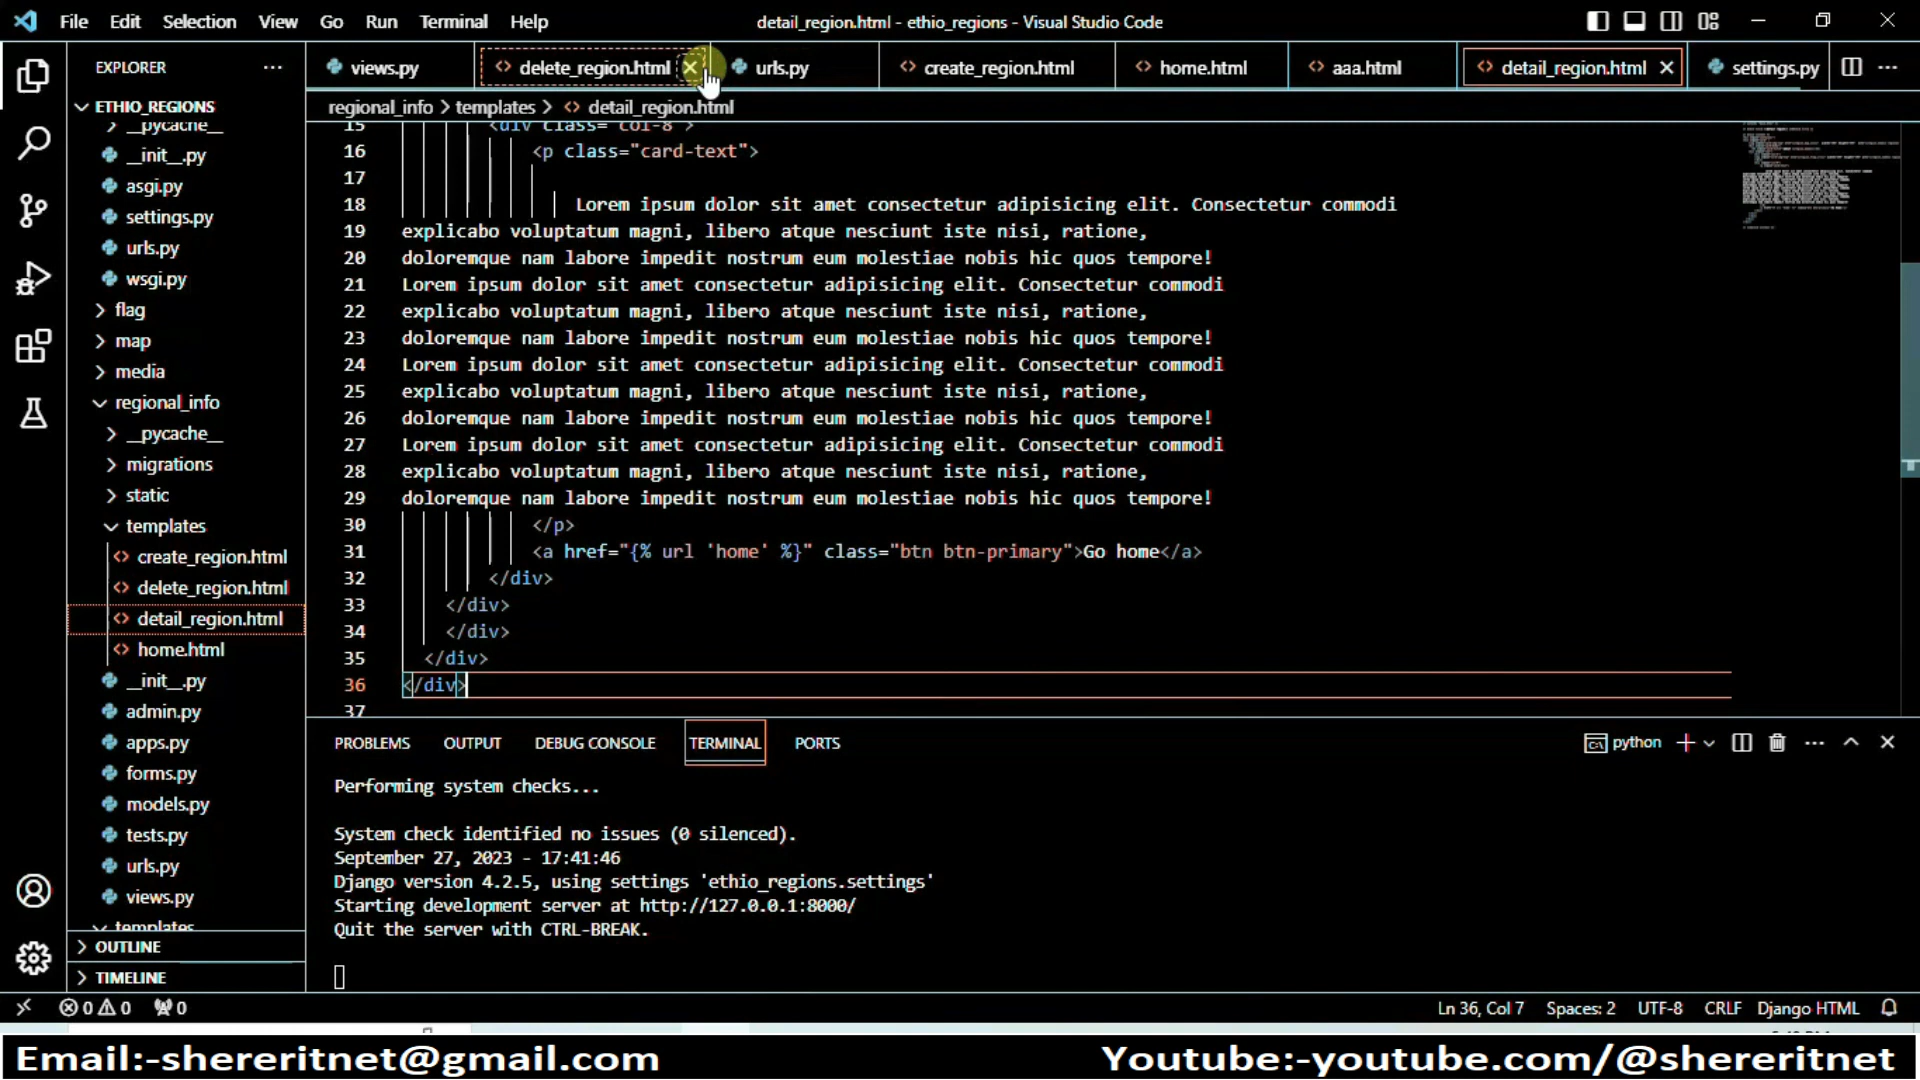 File Edit Selection View Go Run Terminal Help
detail_region.html - ethio_regions - Visual Studio Code
EXPLORER
views.py
delete_region.html
urls.py
create_region.html
home.html
aaa.html
detail_region.html
settings.py
regional_info > templates > detail_region.html
ETHIO_REGIONS
__pycache__
__init__.py
asgi.py
settings.py
urls.py
wsgi.py
flag
map
media
regional_info
__pycache__
migrations
static
templates
create_region.html
delete_region.html
detail_region.html
home.html
__init__.py
admin.py
apps.py
forms.py
models.py
tests.py
urls.py
views.py
templates
OUTLINE
TIMELINE
15 <div class="col-8">
16 <p class="card-text">
17
18 Lorem ipsum dolor sit amet consectetur adipisicing elit. Consectetur commodi
19 explicabo voluptatum magni, libero atque nesciunt iste nisi, ratione,
20 doloremque nam labore impedit nostrum eum molestiae nobis hic quos tempore!
21 Lorem ipsum dolor sit amet consectetur adipisicing elit. Consectetur commodi
22 explicabo voluptatum magni, libero atque nesciunt iste nisi, ratione,
23 doloremque nam labore impedit nostrum eum molestiae nobis hic quos tempore!
24 Lorem ipsum dolor sit amet consectetur adipisicing elit. Consectetur commodi
25 explicabo voluptatum magni, libero atque nesciunt iste nisi, ratione,
26 doloremque nam labore impedit nostrum eum molestiae nobis hic quos tempore!
27 Lorem ipsum dolor sit amet consectetur adipisicing elit. Consectetur commodi
28 explicabo voluptatum magni, libero atque nesciunt iste nisi, ratione,
29 doloremque nam labore impedit nostrum eum molestiae nobis hic quos tempore!
30 </p>
31 <a href="{% url 'home' %}" class="btn btn-primary">Go home</a>
32 </div>
33 </div>
34 </div>
35 </div>
36 </div>
37
PROBLEMS OUTPUT DEBUG CONSOLE TERMINAL PORTS
python
Performing system checks...
System check identified no issues (0 silenced).
September 27, 2023 - 17:41:46
Django version 4.2.5, using settings 'ethio_regions.settings'
Starting development server at http://127.0.0.1:8000/
Quit the server with CTRL-BREAK.
0 0 0
Ln 36, Col 7 Spaces: 2 UTF-8 CRLF Django HTML
Email:-shereritnet@gmail.com
Youtube:-youtube.com/@shereritnet